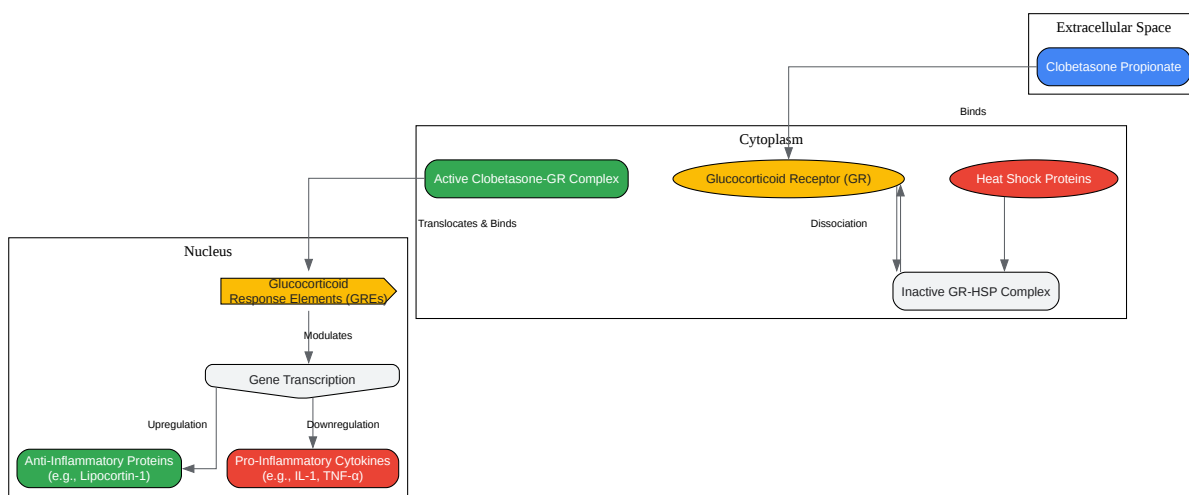 Extracellular Space
Clobetasone Propionate
Binds
Cytoplasm
Active Clobetasone-GR Complex
Glucocorticoid Receptor (GR)
Heat Shock Proteins
Translocates & Binds
Dissociation
Inactive GR-HSP Complex
Nucleus
Glucocorticoid
Response Elements (GREs)
Modulates
Gene Transcription
Upregulation
Downregulation
Anti-Inflammatory Proteins
(e.g., Lipocortin-1)
Pro-Inflammatory Cytokines
(e.g., IL-1, TNF-α)